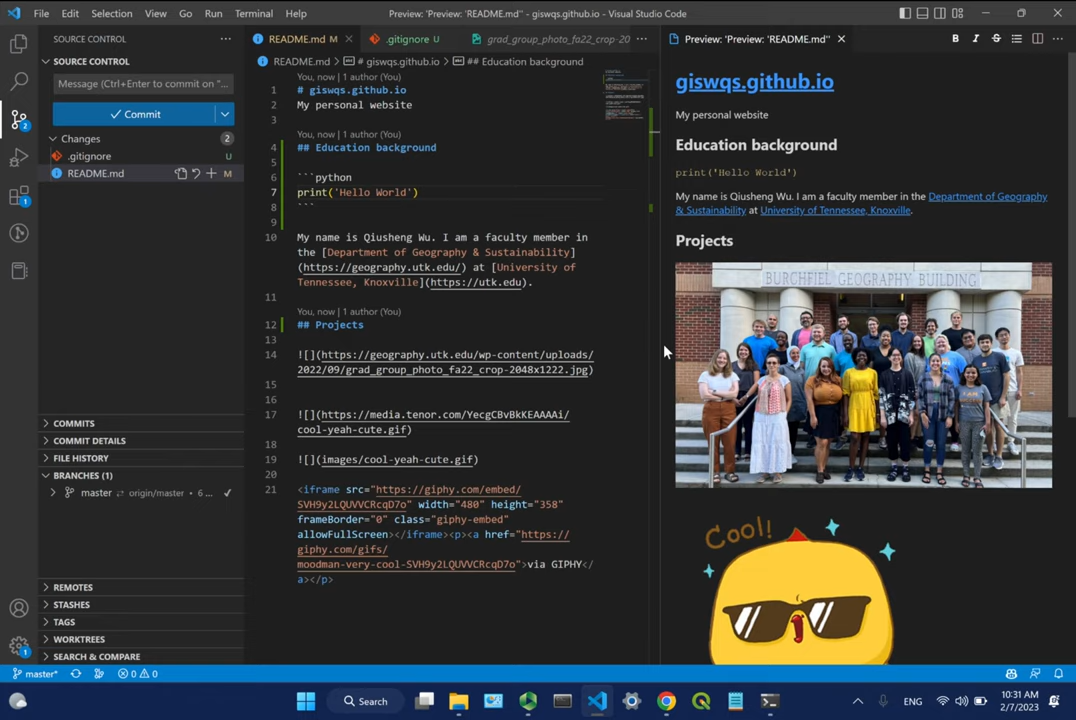 File Edit Selection View Go Run Terminal Help
Preview: 'Preview: 'README.md'' - giswqs.github.io - Visual Studio Code
SOURCE CONTROL
SOURCE CONTROL
Message (Ctrl+Enter to commit on "...
Commit
Changes 2
.gitignore U
README.md M
2
1
1
COMMITS
COMMIT DETAILS
FILE HISTORY
BRANCHES (1)
master origin/master • 6 ...
REMOTES
STASHES
TAGS
WORKTREES
SEARCH & COMPARE
README.md M
.gitignore U
grad_group_photo_fa22_crop-20
README.md > # giswqs.github.io > ## Education background
You, now | 1 author (You)
1 # giswqs.github.io
2 My personal website
3
You, now | 1 author (You)
4 ## Education background
5
6 ```python
7 print('Hello World')
8 ```
9
10 My name is Qiusheng Wu. I am a faculty member in
the [Department of Geography & Sustainability]
(https://geography.utk.edu/) at [University of
Tennessee, Knoxville](https://utk.edu).
11
You, now | 1 author (You)
12 ## Projects
13
14 ![](https://geography.utk.edu/wp-content/uploads/
2022/09/grad_group_photo_fa22_crop-2048x1222.jpg)
15
16
17 ![](https://media.tenor.com/YecgCBvBkKEAAAAi/
cool-yeah-cute.gif)
18
19 ![](images/cool-yeah-cute.gif)
20
21 <iframe src="https://giphy.com/embed/
SVH9y2LQUVVCRcqD7o" width="480" height="358"
frameBorder="0" class="giphy-embed"
allowFullScreen></iframe><p><a href="https://
giphy.com/gifs/
moodman-very-cool-SVH9y2LQUVVCRcqD7o">via GIPHY</
a></p>
Preview: 'Preview: 'README.md''
giswqs.github.io
My personal website
Education background
print('Hello World')
My name is Qiusheng Wu. I am a faculty member in the Department of Geography
& Sustainability at University of Tennessee, Knoxville.
Projects
BURCHFIEL GEOGRAPHY BUILDING
Cool!
master* 0 0
Search
ENG
10:31 AM
2/7/2023